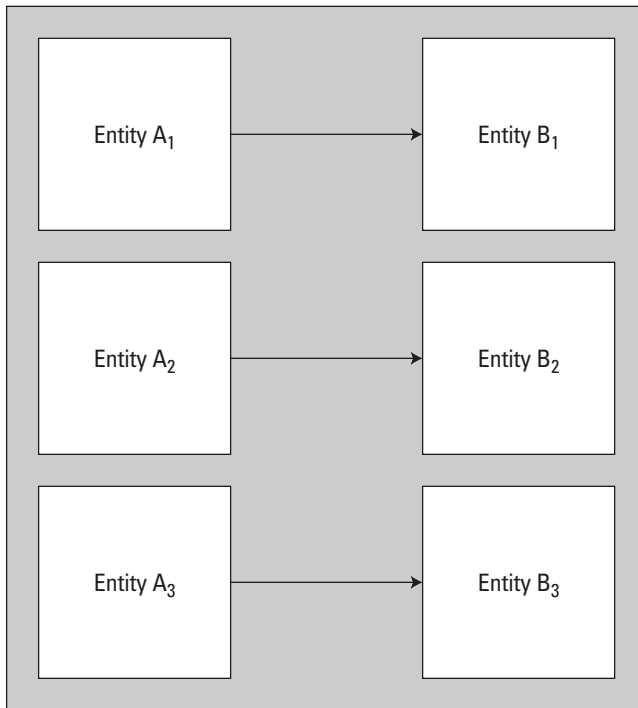 Entity A₁
Entity B₁
Entity A₂
Entity B₂
Entity A₃
Entity B₃